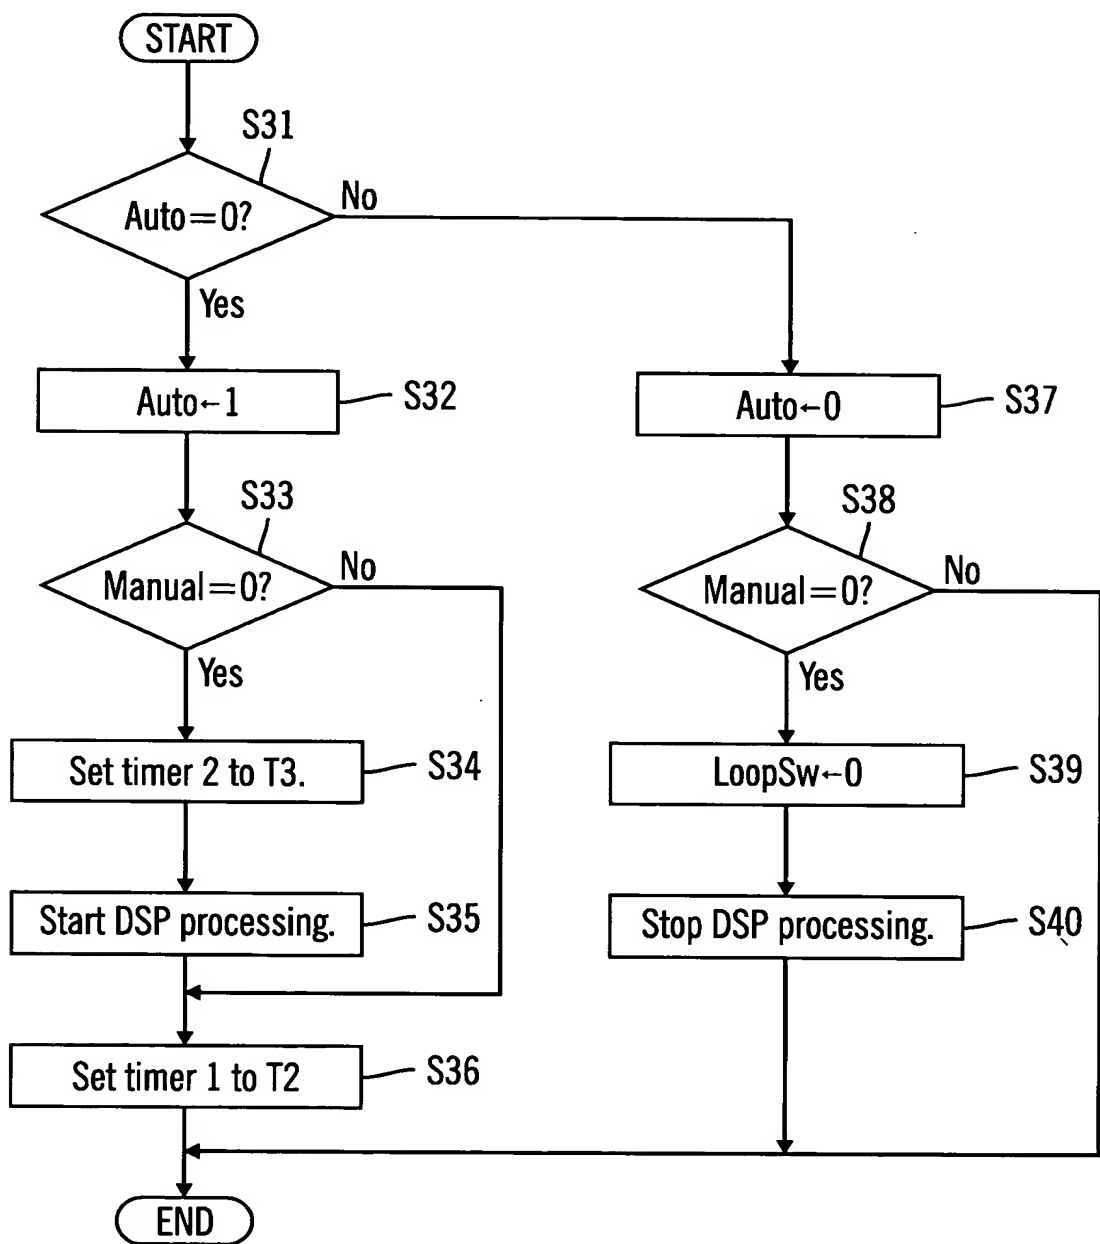 START
S31
Auto=0?
No
Yes
Auto←1
S32
S33
Manual=0?
No
Yes
Set timer 2 to T3.
S34
Start DSP processing.
S35
Set timer 1 to T2
S36
Auto←0
S37
S38
Manual=0?
No
Yes
LoopSw←0
S39
Stop DSP processing.
S40
END